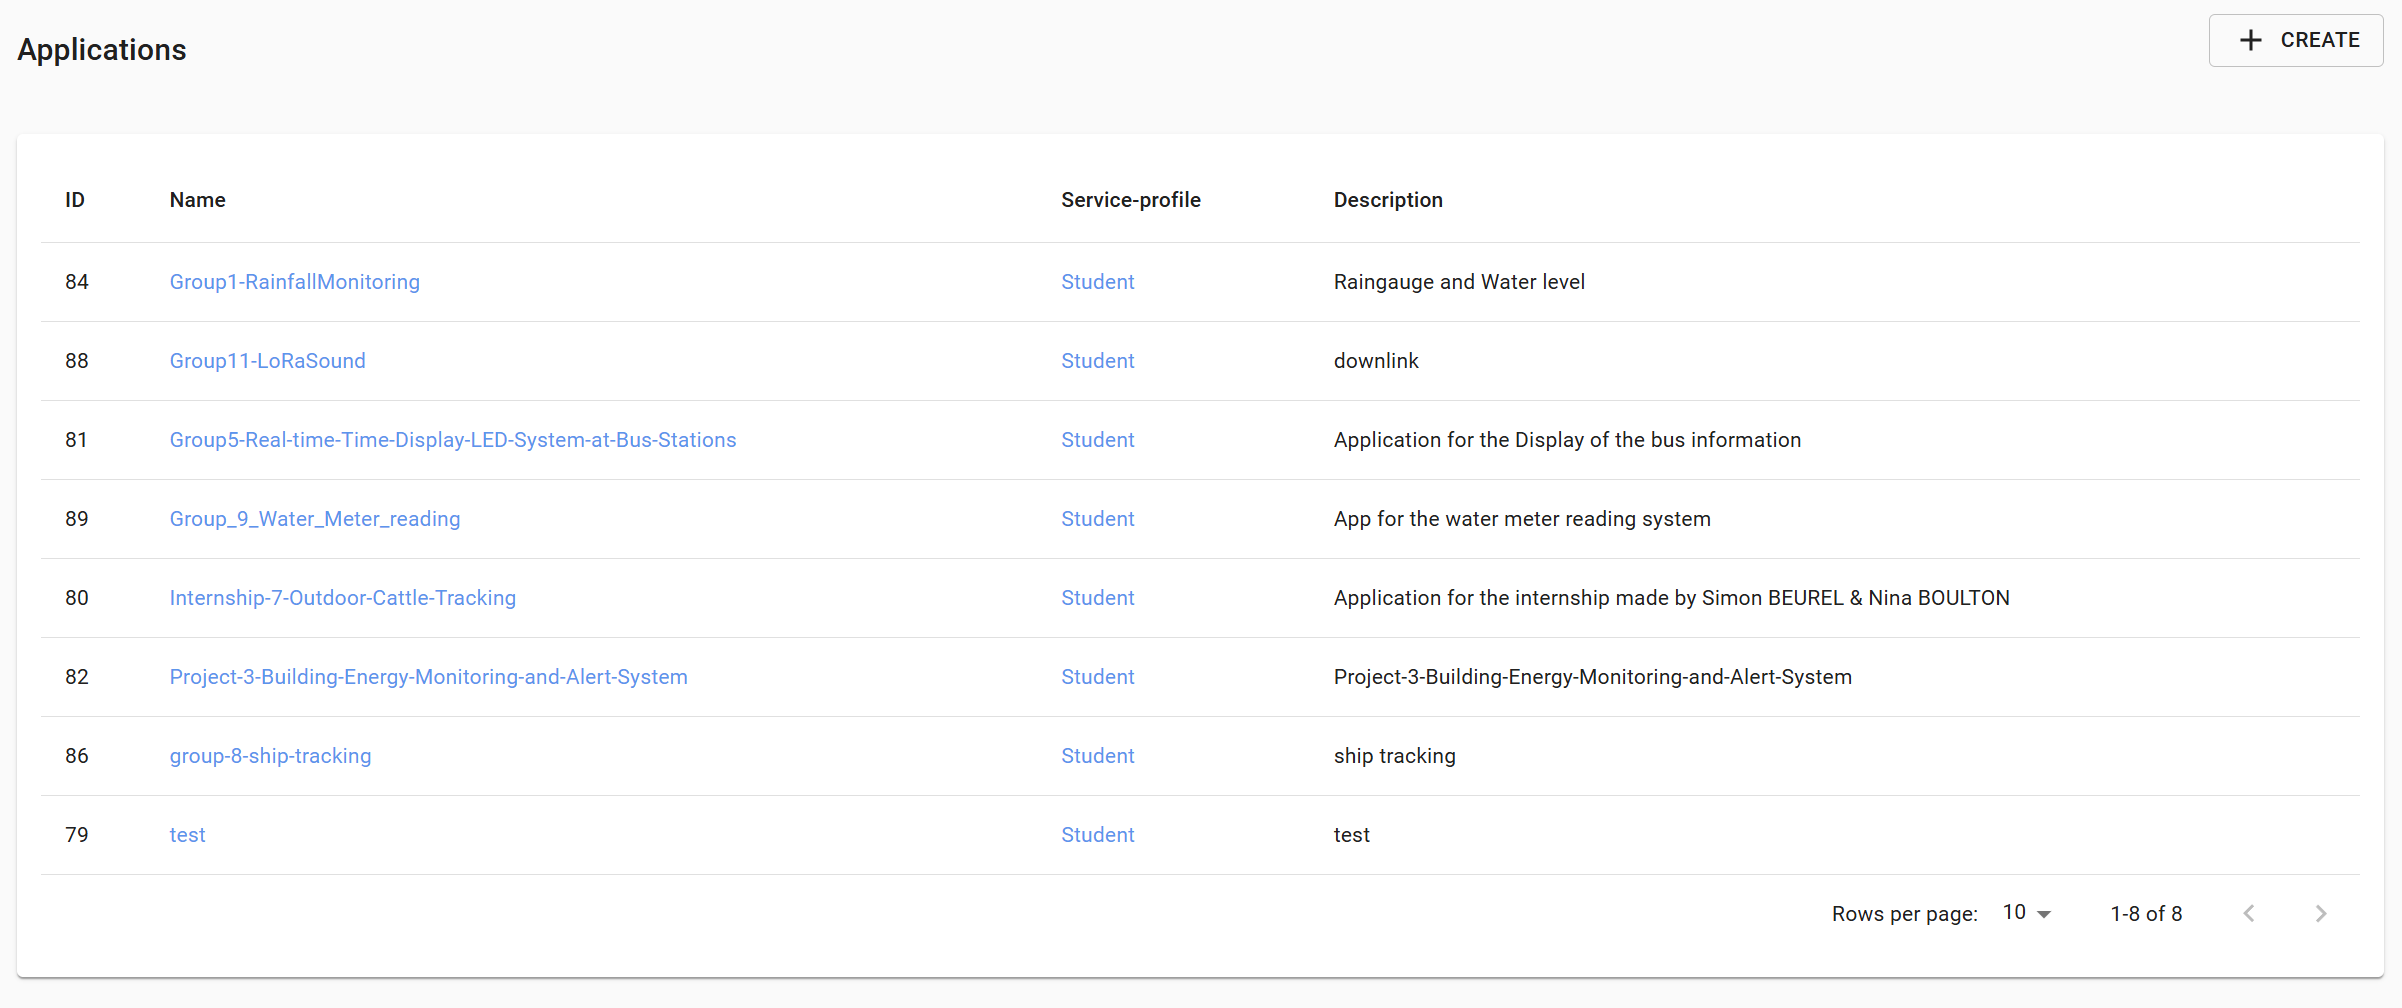 Applications
CREATE
ID Name Service-profile Description
84 Group1-RainfallMonitoring Student Raingauge and Water level
88 Group11-LoRaSound Student downlink
81 Group5-Real-time-Time-Display-LED-System-at-Bus-Stations Student Application for the Display of the bus information
89 Group_9_Water_Meter_reading Student App for the water meter reading system
80 Internship-7-Outdoor-Cattle-Tracking Student Application for the internship made by Simon BEUREL & Nina BOULTON
82 Project-3-Building-Energy-Monitoring-and-Alert-System Student Project-3-Building-Energy-Monitoring-and-Alert-System
86 group-8-ship-tracking Student ship tracking
79 test Student test
Rows per page: 10 1-8 of 8